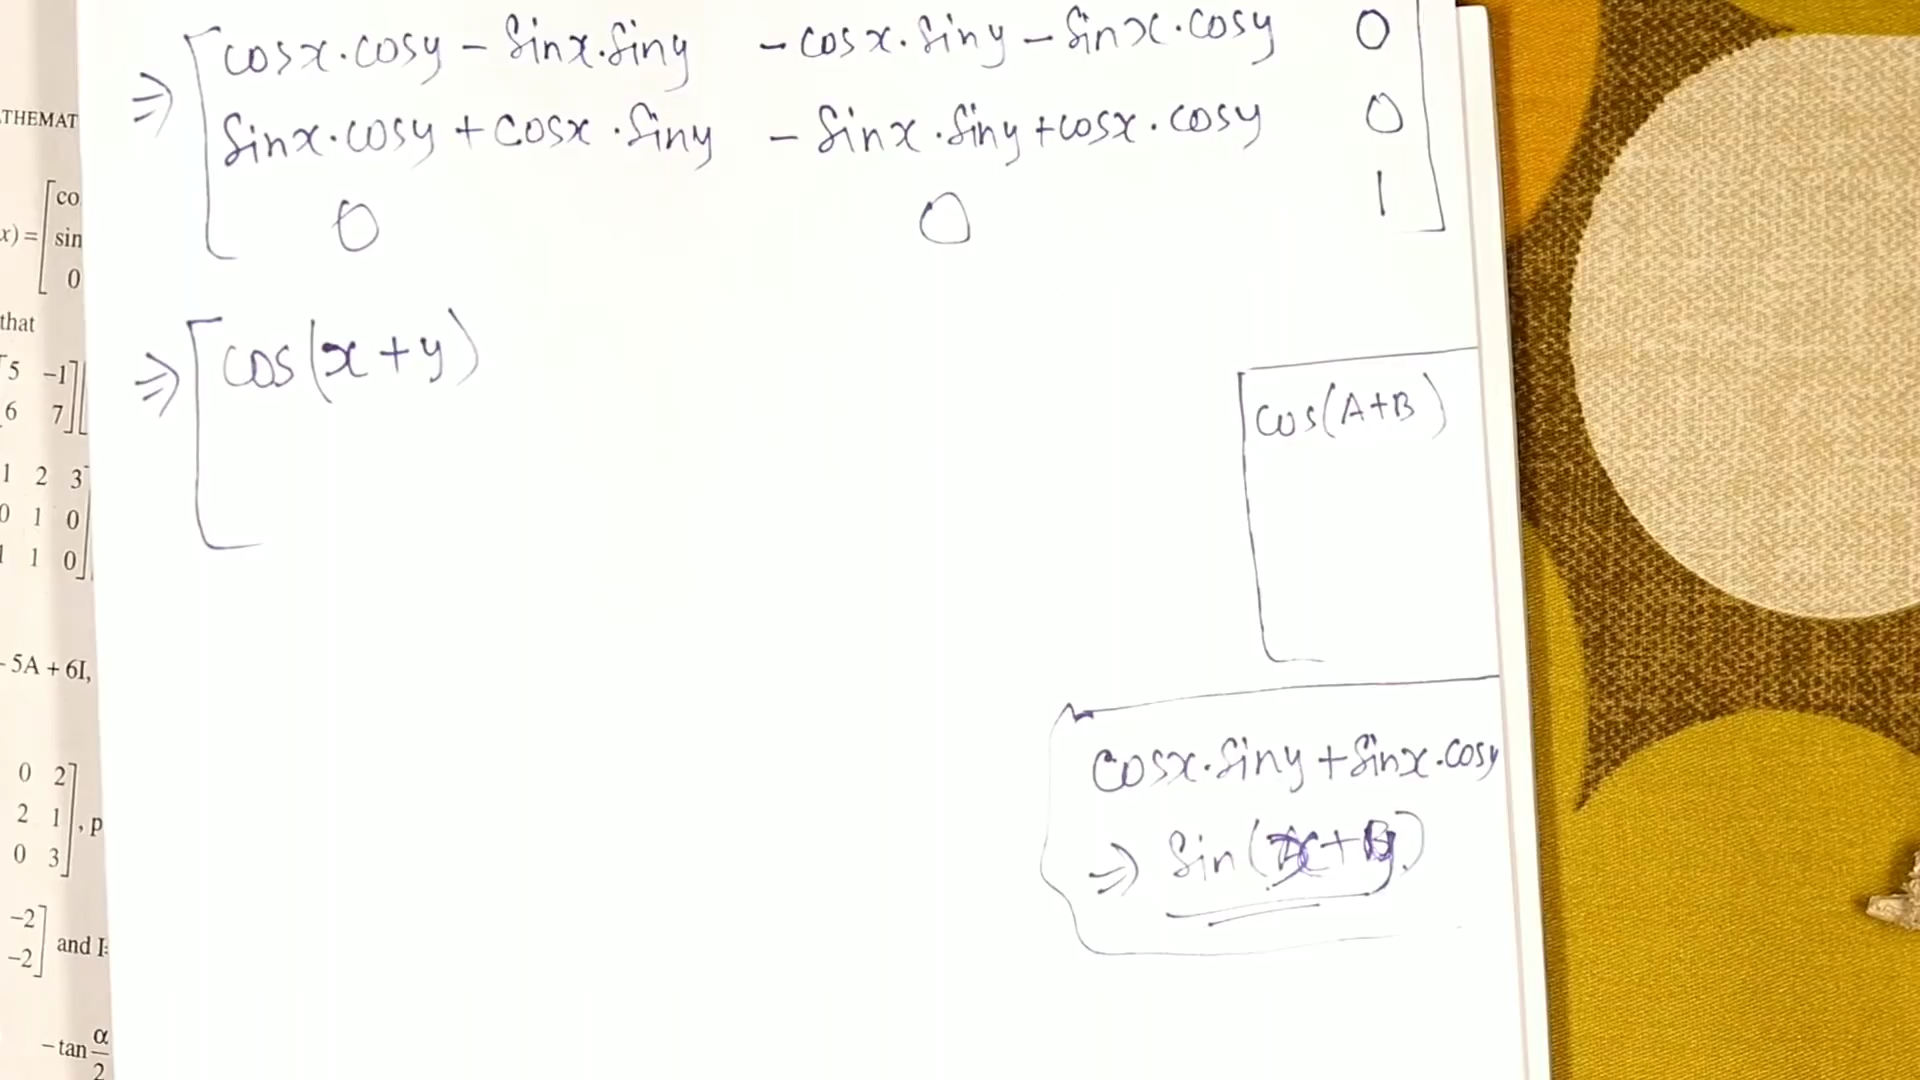 ⇒ [cosx.cosy - sinx.siny   -cosx.siny - sinx.cosy   0
sinx.cosy + cosx.siny   -sinx.siny + cosx.cosy   0
0   0   1]
⇒ [cos(x+y)
cos(A+B)
cosx.siny + sinx.cosy
⇒ sin(x+y)
THEMAT
co
x) = sin
0
that
5 -1
6 7
1 2 3
0 1 0
1 1 0
- 5A + 6I,
0 2
2 1 , p
0 3
-2
-2 and I
-tan α/2